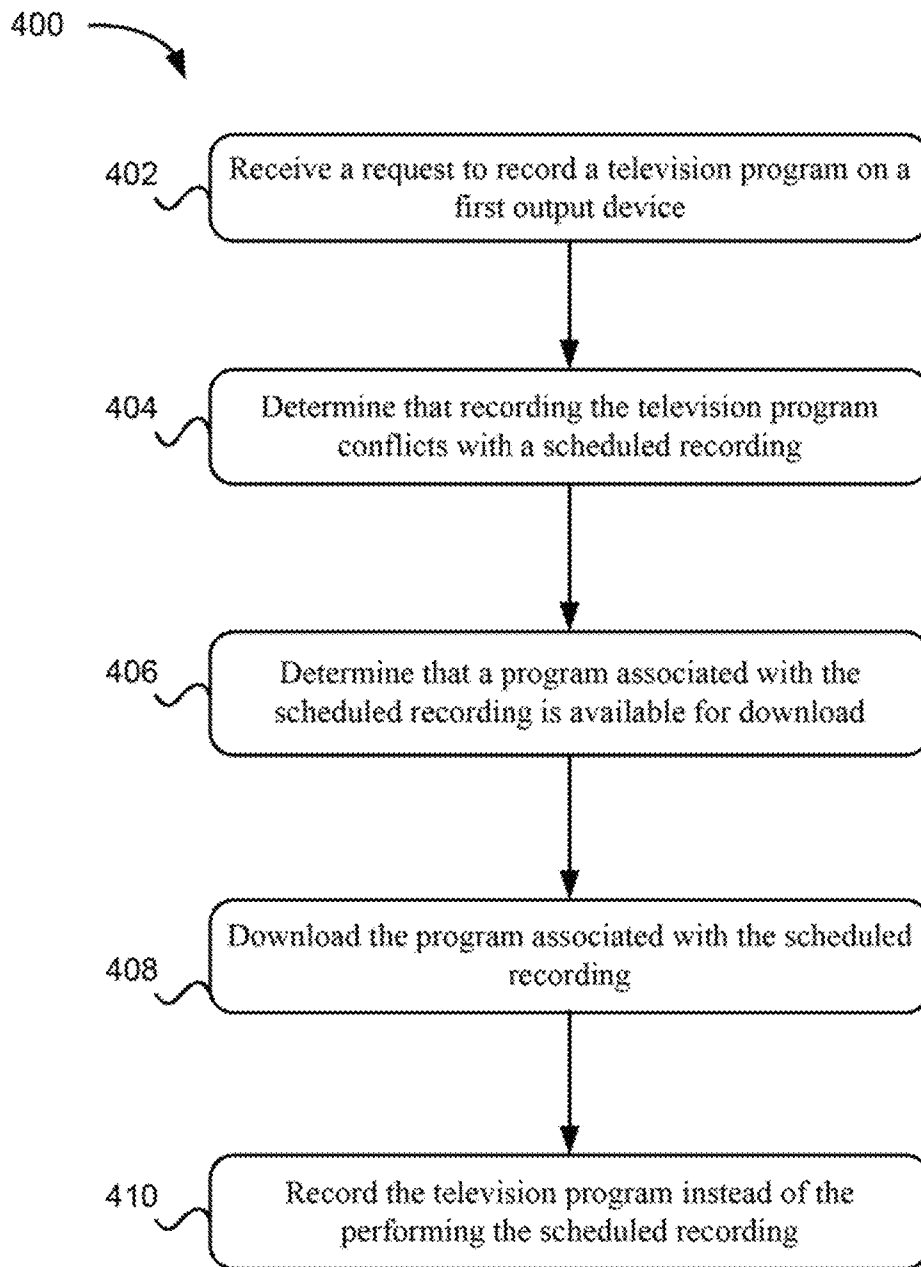 400
402
Receive a request to record a television program on a
first output device
404
Determine that recording the television program
conflicts with a scheduled recording
406
Determine that a program associated with the
scheduled recording is available for download
408
Download the program associated with the scheduled
recording
410
Record the television program instead of the
performing the scheduled recording